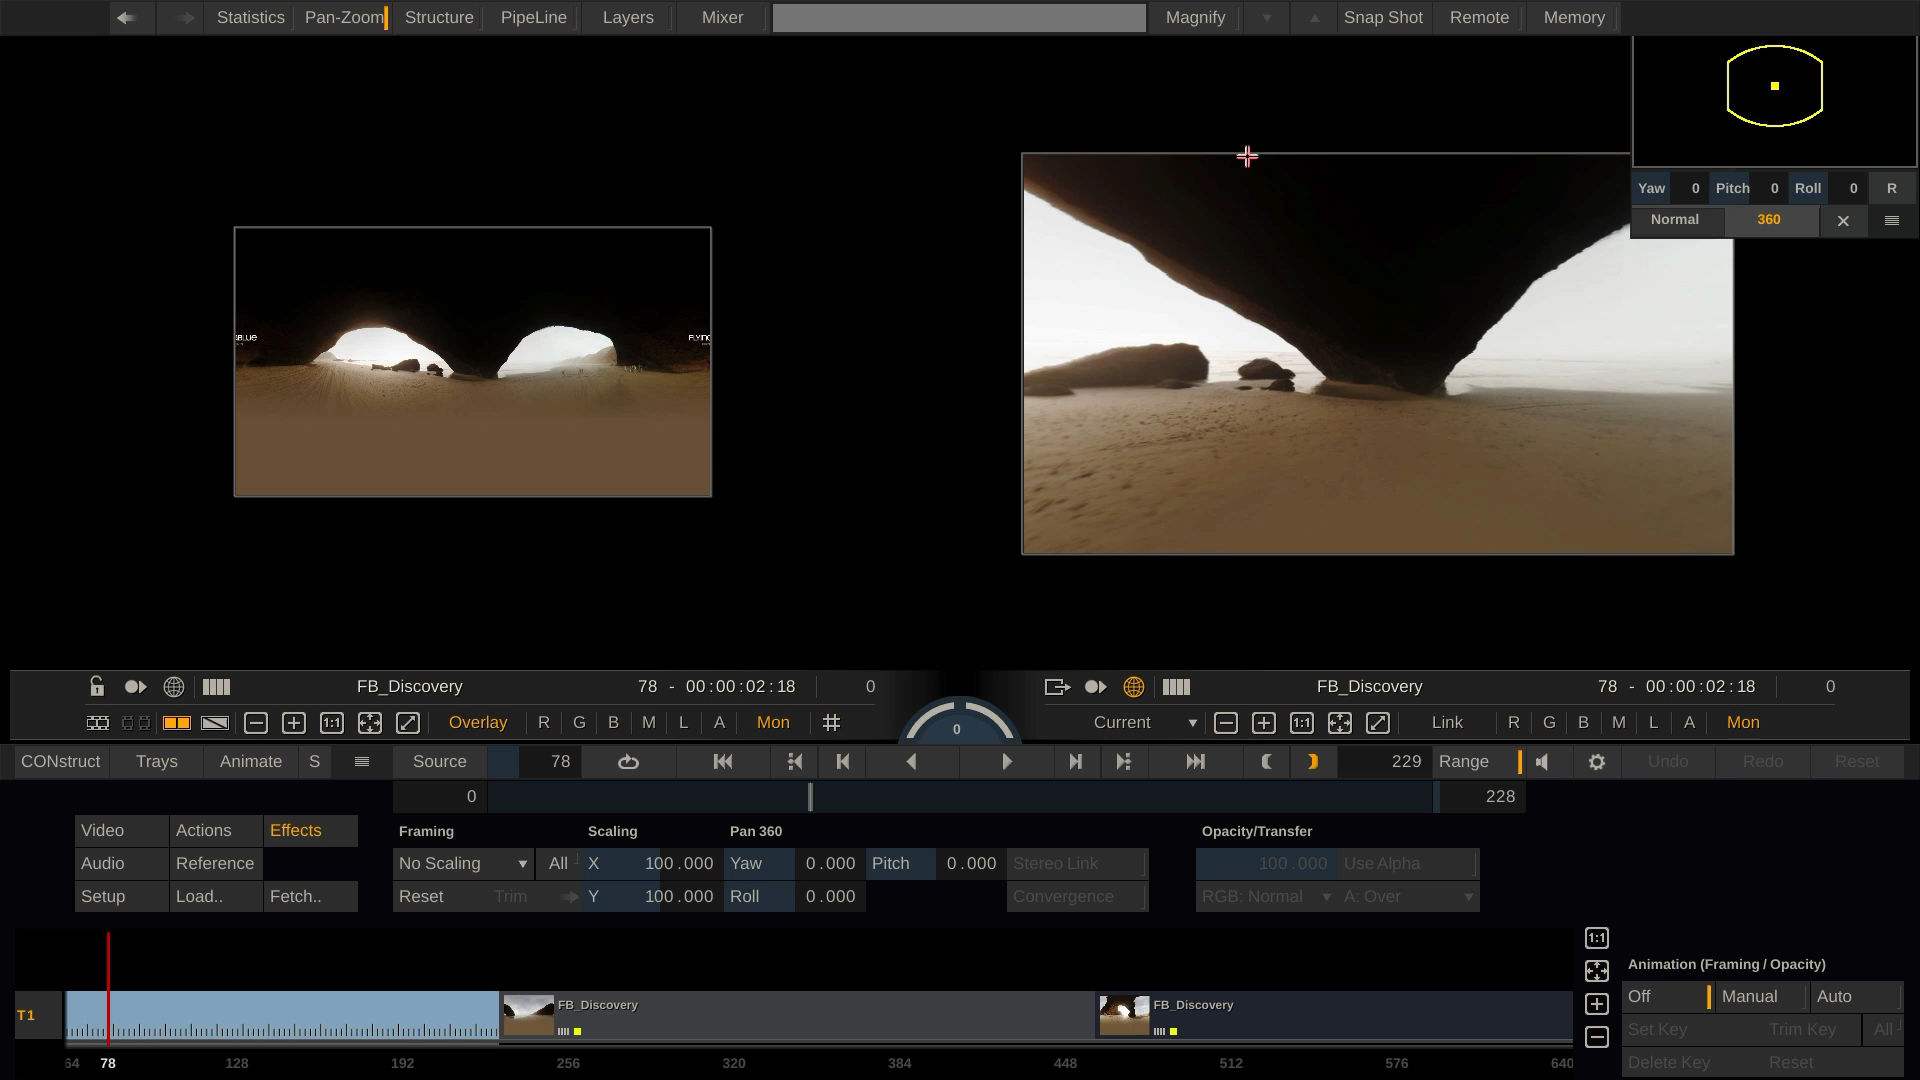 Statistics Pan-Zoom Structure PipeLine Layers Mixer Magnify Snap Shot Remote Memory
Yaw 0 Pitch 0 Roll 0 R
Normal 360
FB_Discovery 78 - 00:00:02:18 0
FB_Discovery 78 - 00:00:02:18 0
1:1 Overlay R G B M L A Mon
0
Current 1:1 Link R G B M L A Mon
CONstruct Trays Animate S Source 78 229 Range Undo Redo Reset
0 228
Video Actions Effects
Audio Reference
Setup Load.. Fetch..
Framing Scaling Pan 360 Opacity/Transfer
No Scaling All X 100.000 Yaw 0.000 Pitch 0.000 Stereo Link 100.000 Use Alpha
Reset Trim Y 100.000 Roll 0.000 Convergence RGB: Normal A: Over
1:1
Animation (Framing / Opacity)
Off Manual Auto
Set Key Trim Key All
Delete Key Reset
T1 FB_Discovery FB_Discovery
64 78 128 192 256 320 384 448 512 576 640